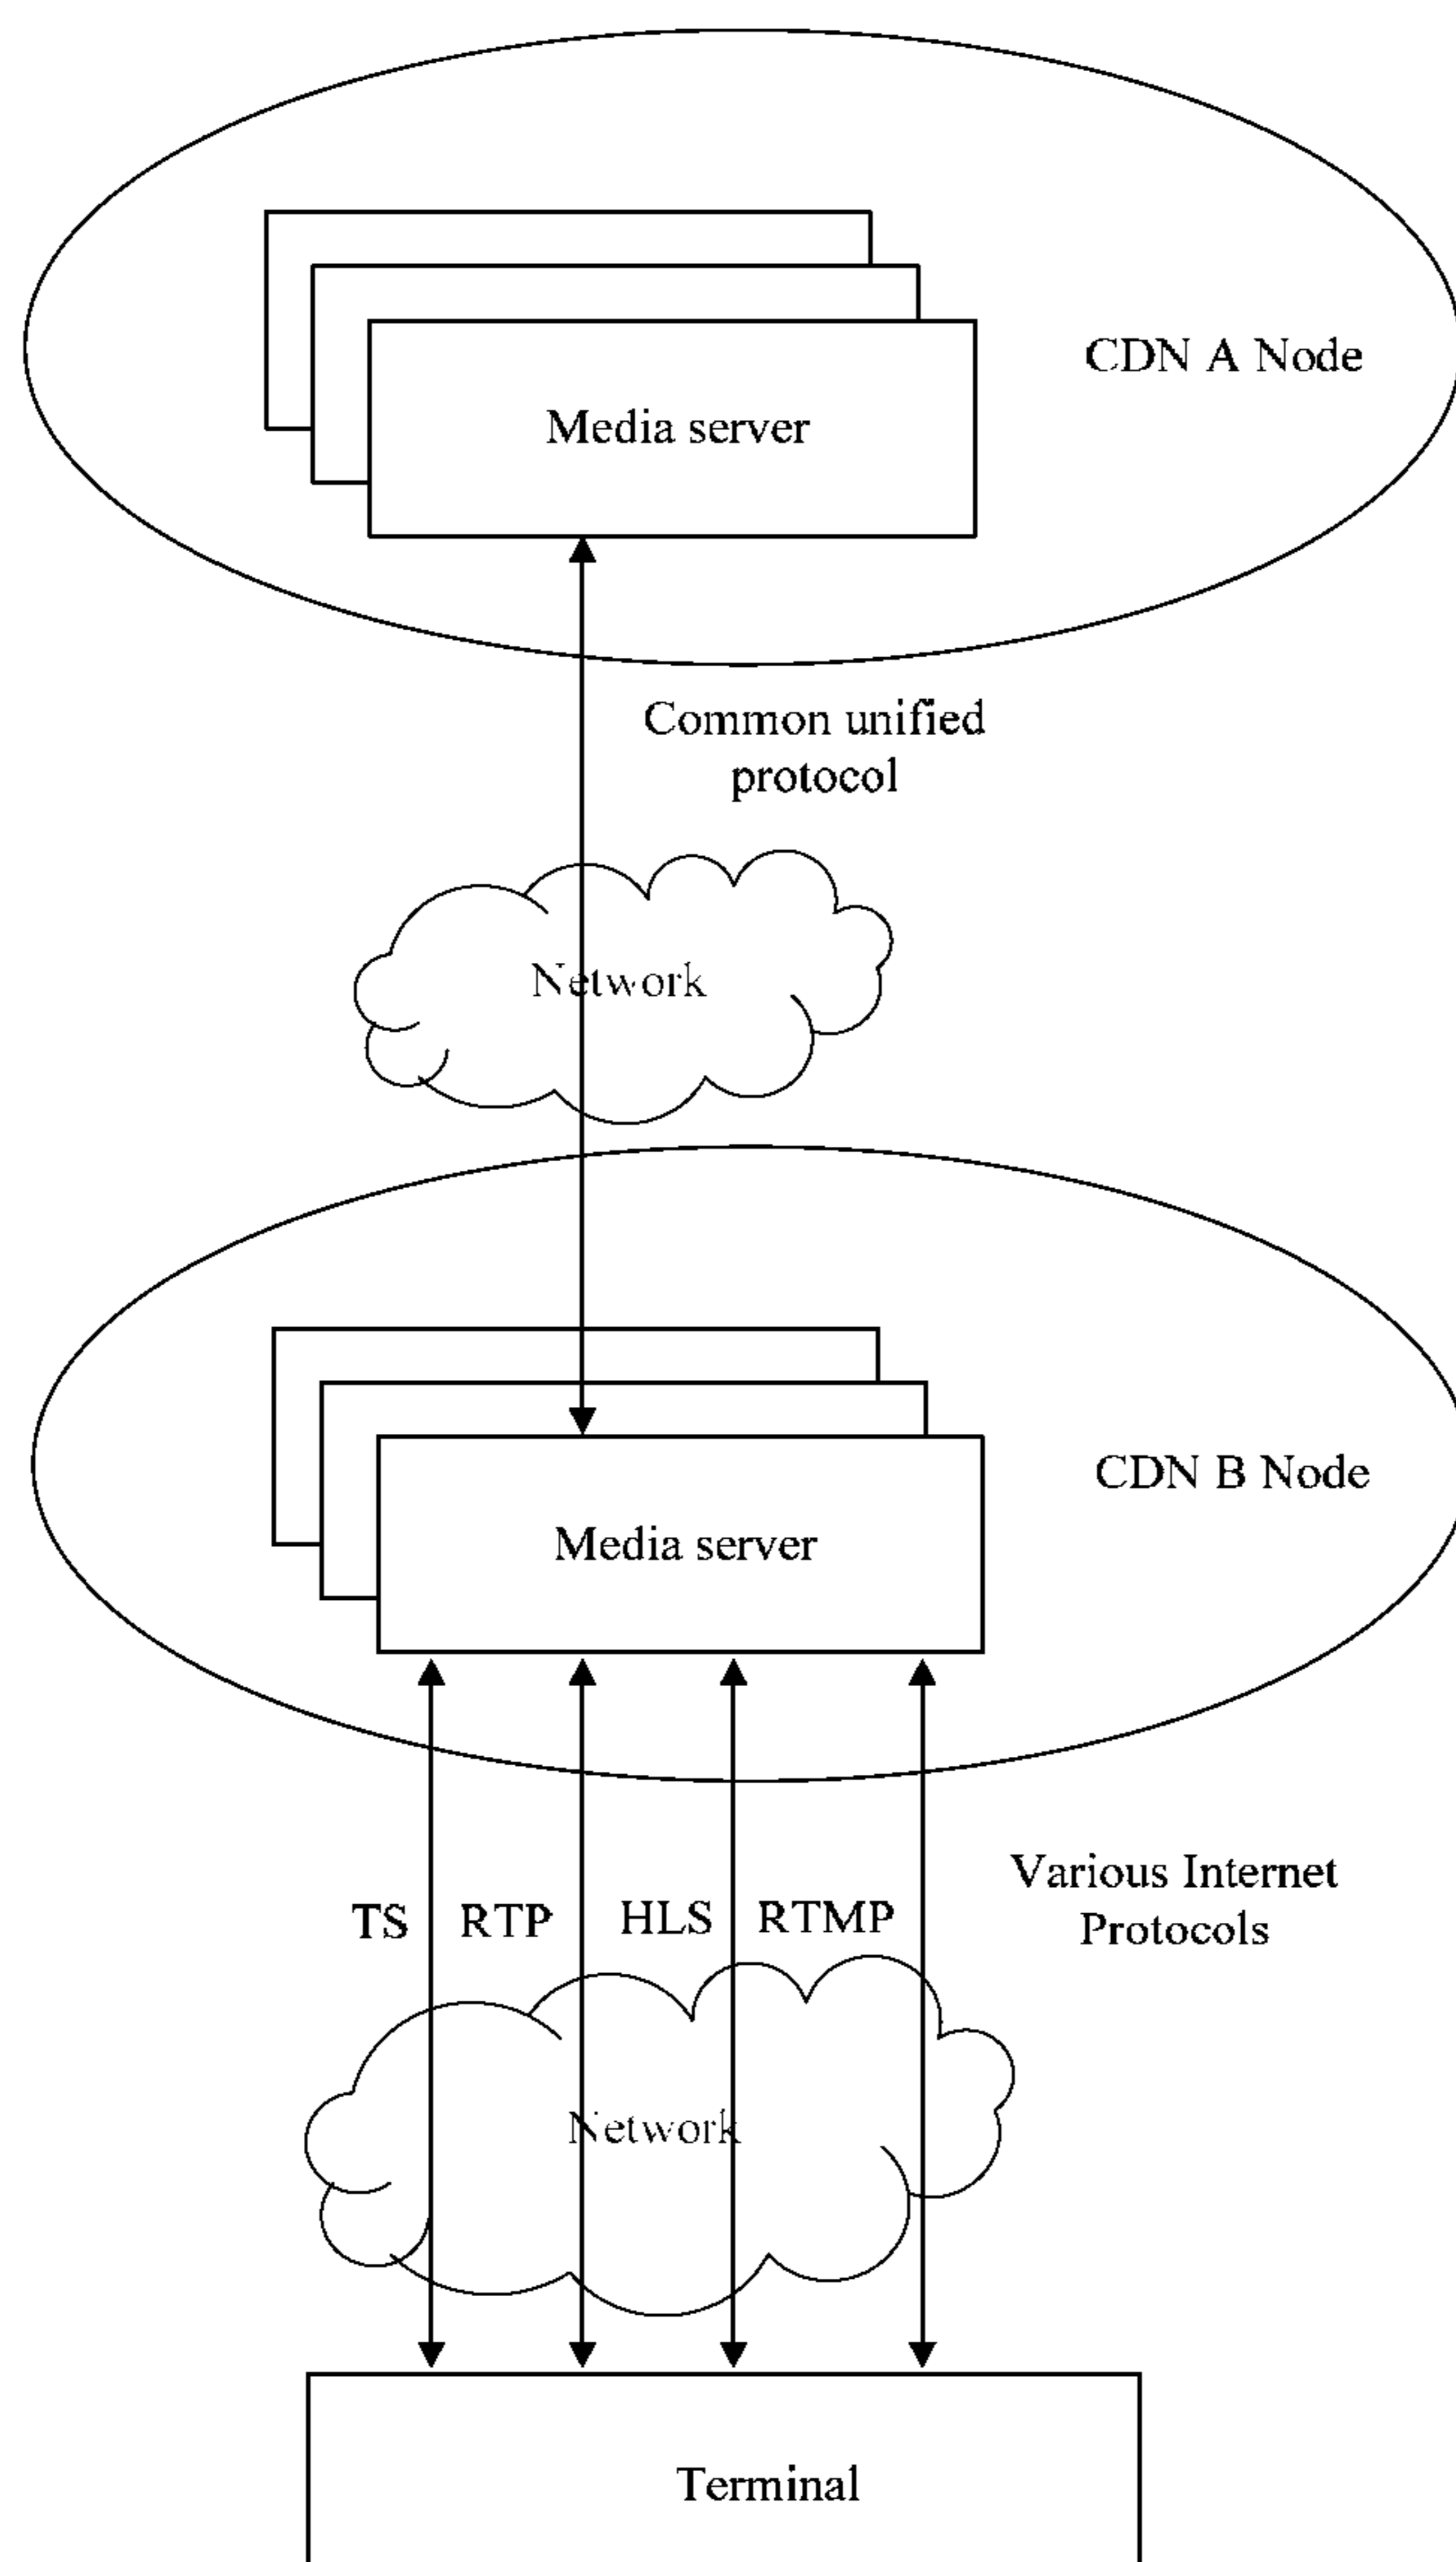 CDN A Node
Media server
Common unified
protocol
Network
CDN B Node
Media server
Various Internet
Protocols
TS
RTP
HLS
RTMP
Network
Terminal